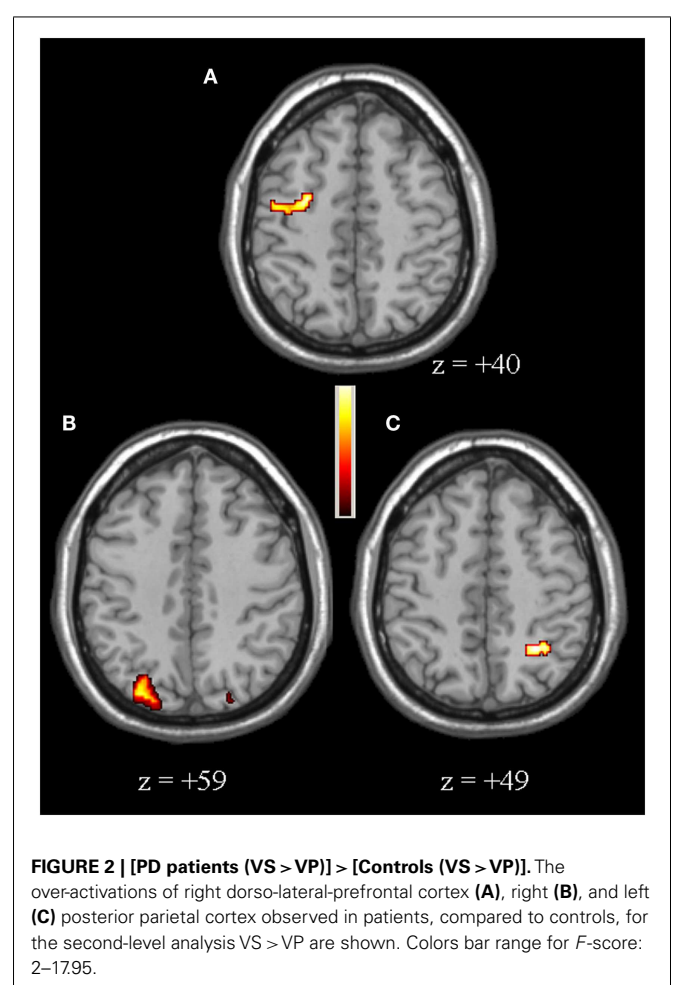 A
z = +40
B
C
z = +59
z = +49
FIGURE 2 | [PD patients (VS > VP)] > [Controls (VS > VP)]. The
over-activations of right dorso-lateral-prefrontal cortex (A), right (B), and left
(C) posterior parietal cortex observed in patients, compared to controls, for
the second-level analysis VS > VP are shown. Colors bar range for F-score:
2–17.95.